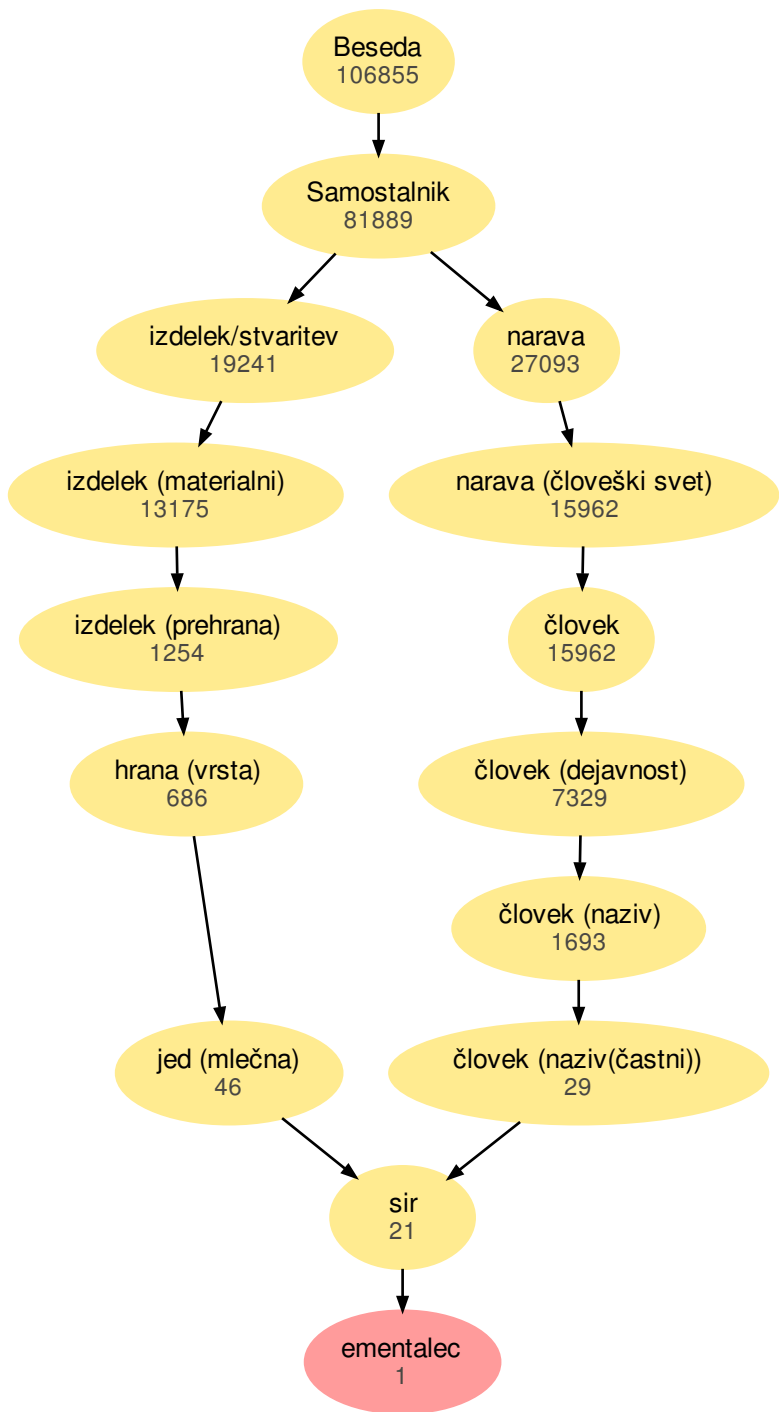 Beseda
106855
Samostalnik
81889
izdelek/stvaritev
19241
narava
27093
izdelek (materialni)
13175
narava (človeški svet)
15962
izdelek (prehrana)
1254
človek
15962
hrana (vrsta)
686
človek (dejavnost)
7329
človek (naziv)
1693
jed (mlečna)
46
človek (naziv(častni))
29
sir
21
ementalec
1